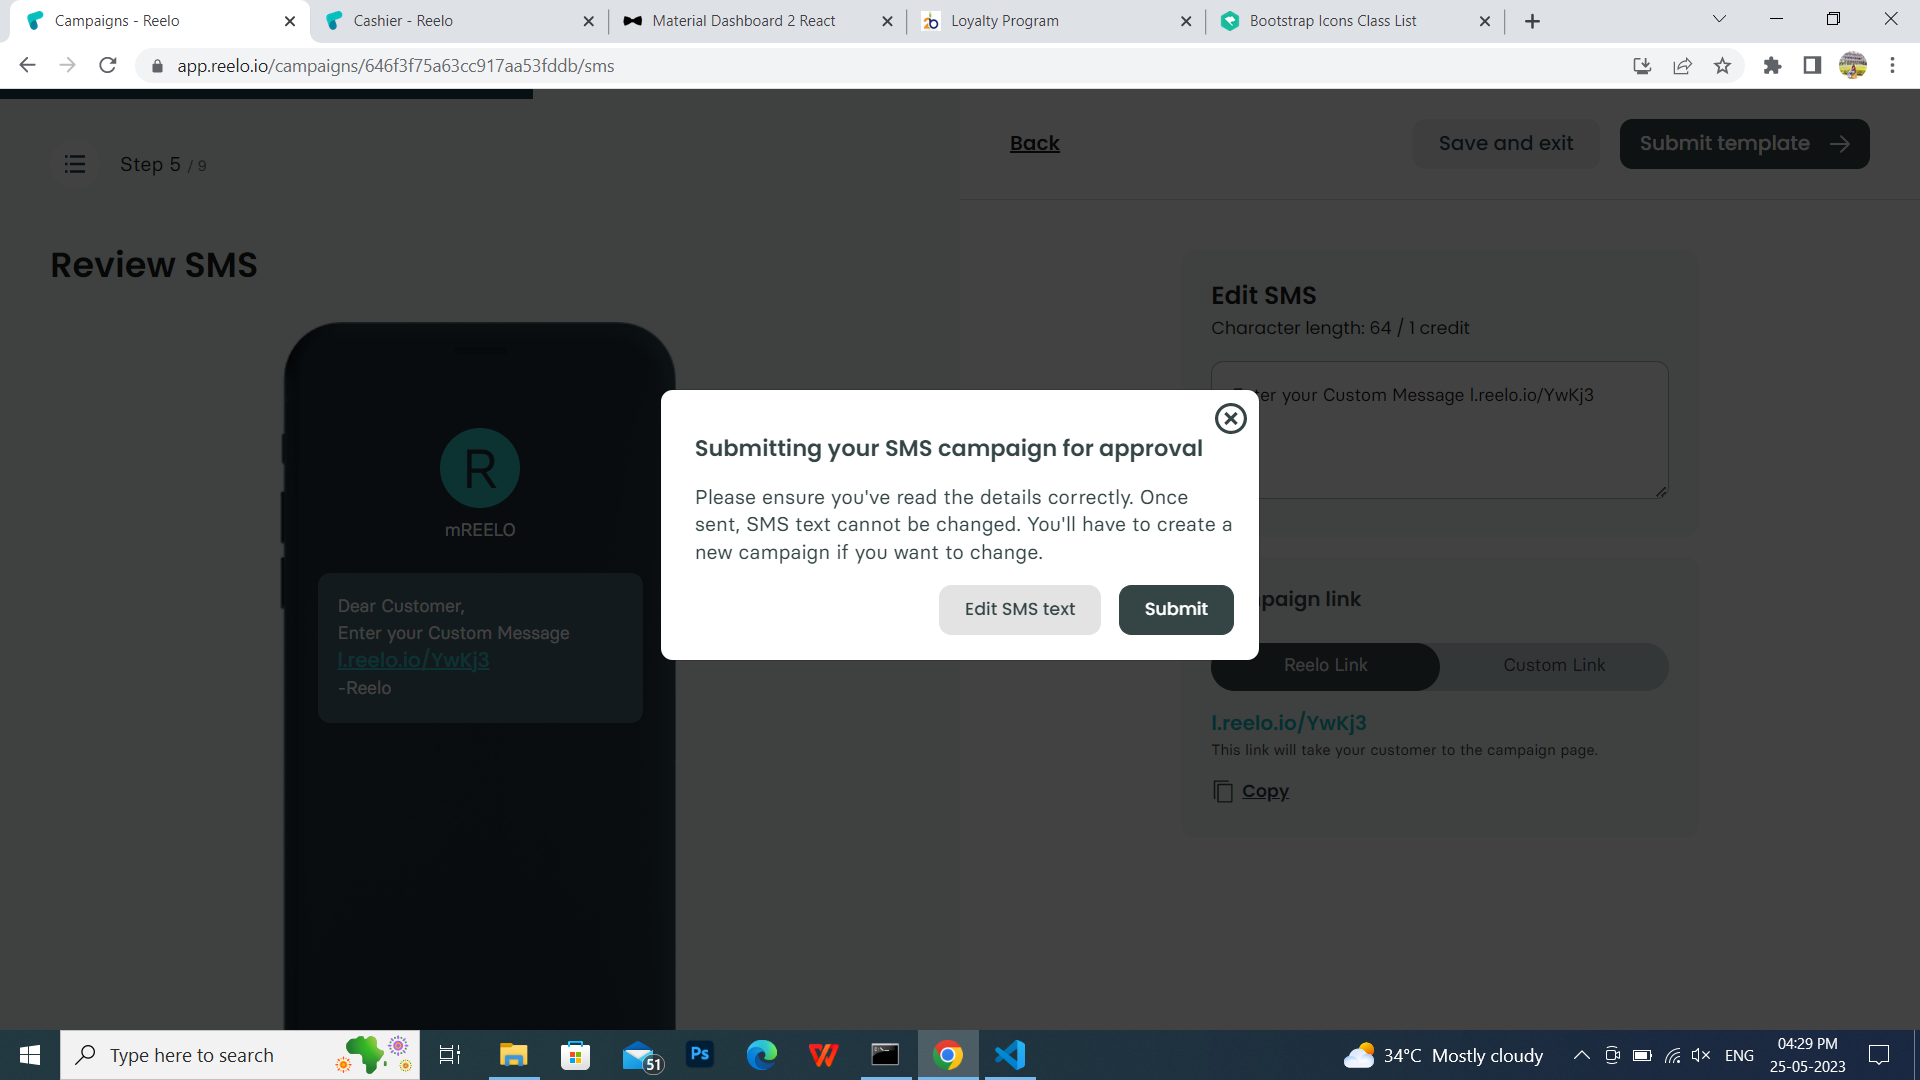 Campaigns - Reelo
Cashier - Reelo
Material Dashboard 2 React
Loyalty Program
Bootstrap Icons Class List
app.reelo.io/campaigns/646f3f75a63cc917aa53fddb/sms
Step 5 / 9
Back
Save and exit
Submit template
Review SMS
Edit SMS
Character length: 64 / 1 credit
ter your Custom Message l.reelo.io/YwKj3
R
mREELO
Dear Customer,
Enter your Custom Message
l.reelo.io/YwKj3
-Reelo
Submitting your SMS campaign for approval
Please ensure you've read the details correctly. Once
sent, SMS text cannot be changed. You'll have to create a
new campaign if you want to change.
Edit SMS text
Submit
paign link
Reelo Link
Custom Link
l.reelo.io/YwKj3
This link will take your customer to the campaign page.
Copy
Type here to search
51
Ps
34°C Mostly cloudy
ENG
04:29 PM
25-05-2023